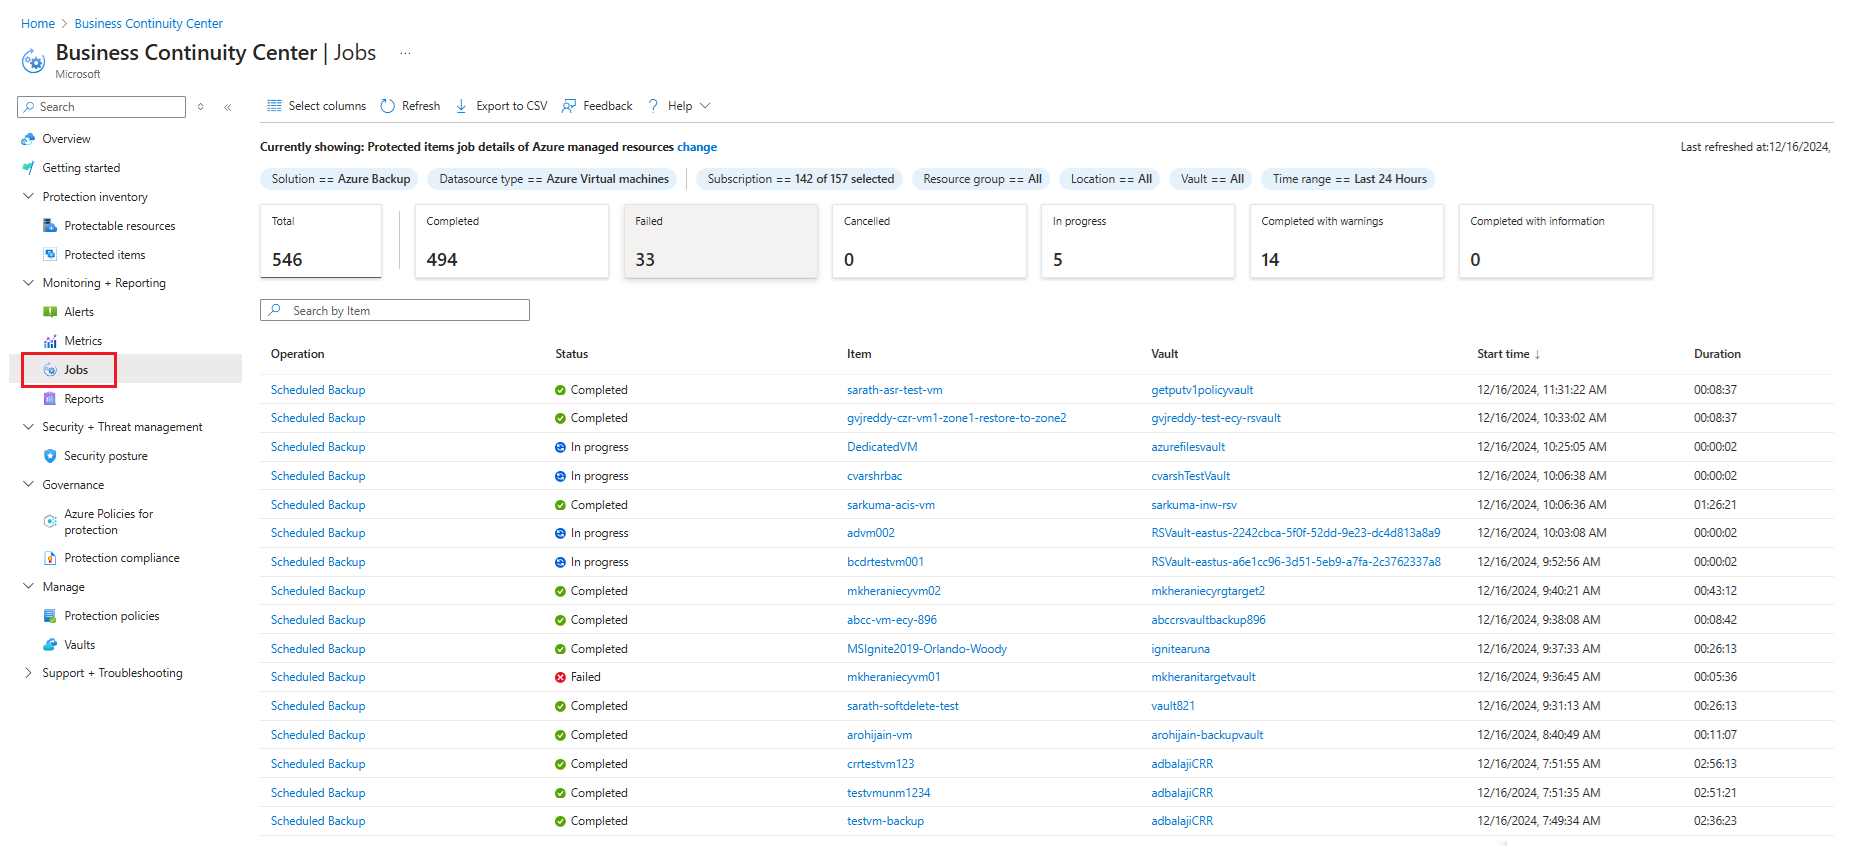 Home > Business Continuity Center
Business Continuity Center | Jobs ...
Microsoft
Search
Overview
Getting started
Protection inventory
Protectable resources
Protected items
Monitoring + Reporting
Alerts
Metrics
Jobs
Reports
Security + Threat management
Security posture
Governance
Azure Policies for
protection
Protection compliance
Manage
Protection policies
Vaults
Support + Troubleshooting
Select columns Refresh Export to CSV Feedback ? Help
Currently showing: Protected items job details of Azure managed resources change
Last refreshed at:12/16/2024,
Solution == Azure Backup Datasource type == Azure Virtual machines Subscription == 142 of 157 selected Resource group == All Location == All Vault == All Time range == Last 24 Hours
Total Completed Failed Cancelled In progress Completed with warnings Completed with information
546 494 33 0 5 14 0
Search by Item
Operation Status Item Vault Start time ↓ Duration
Scheduled Backup Completed sarath-asr-test-vm getputv1policyvault 12/16/2024, 11:31:22 AM 00:08:37
Scheduled Backup Completed gvjreddy-czr-vm1-zone1-restore-to-zone2 gvjreddy-test-ecy-rsvault 12/16/2024, 10:33:02 AM 00:08:37
Scheduled Backup In progress DedicatedVM azurefilesvault 12/16/2024, 10:25:05 AM 00:00:02
Scheduled Backup In progress cvarshrbac cvarshTestVault 12/16/2024, 10:06:38 AM 00:00:02
Scheduled Backup Completed sarkuma-acis-vm sarkuma-inw-rsv 12/16/2024, 10:06:36 AM 01:26:21
Scheduled Backup In progress advm002 RSVault-eastus-2242cbca-5f0f-52dd-9e23-dc4d813a8a9 12/16/2024, 10:03:08 AM 00:00:02
Scheduled Backup In progress bcdrtestvm001 RSVault-eastus-a6e1cc96-3d51-5eb9-a7fa-2c3762337a8 12/16/2024, 9:52:56 AM 00:00:02
Scheduled Backup Completed mkheraniecyvm02 mkheraniecyrgtarget2 12/16/2024, 9:40:21 AM 00:43:12
Scheduled Backup Completed abcc-vm-ecy-896 abccrsvaultbackup896 12/16/2024, 9:38:08 AM 00:08:42
Scheduled Backup Completed MSIgnite2019-Orlando-Woody ignitearuna 12/16/2024, 9:37:33 AM 00:26:13
Scheduled Backup Failed mkheraniecyvm01 mkheranitargetvault 12/16/2024, 9:36:45 AM 00:05:36
Scheduled Backup Completed sarath-softdelete-test vault821 12/16/2024, 9:31:13 AM 00:26:13
Scheduled Backup Completed arohijain-vm arohijain-backupvault 12/16/2024, 8:40:49 AM 00:11:07
Scheduled Backup Completed crrtestvm123 adbalajiCRR 12/16/2024, 7:51:55 AM 02:56:13
Scheduled Backup Completed testvmunm1234 adbalajiCRR 12/16/2024, 7:51:35 AM 02:51:21
Scheduled Backup Completed testvm-backup adbalajiCRR 12/16/2024, 7:49:34 AM 02:36:23